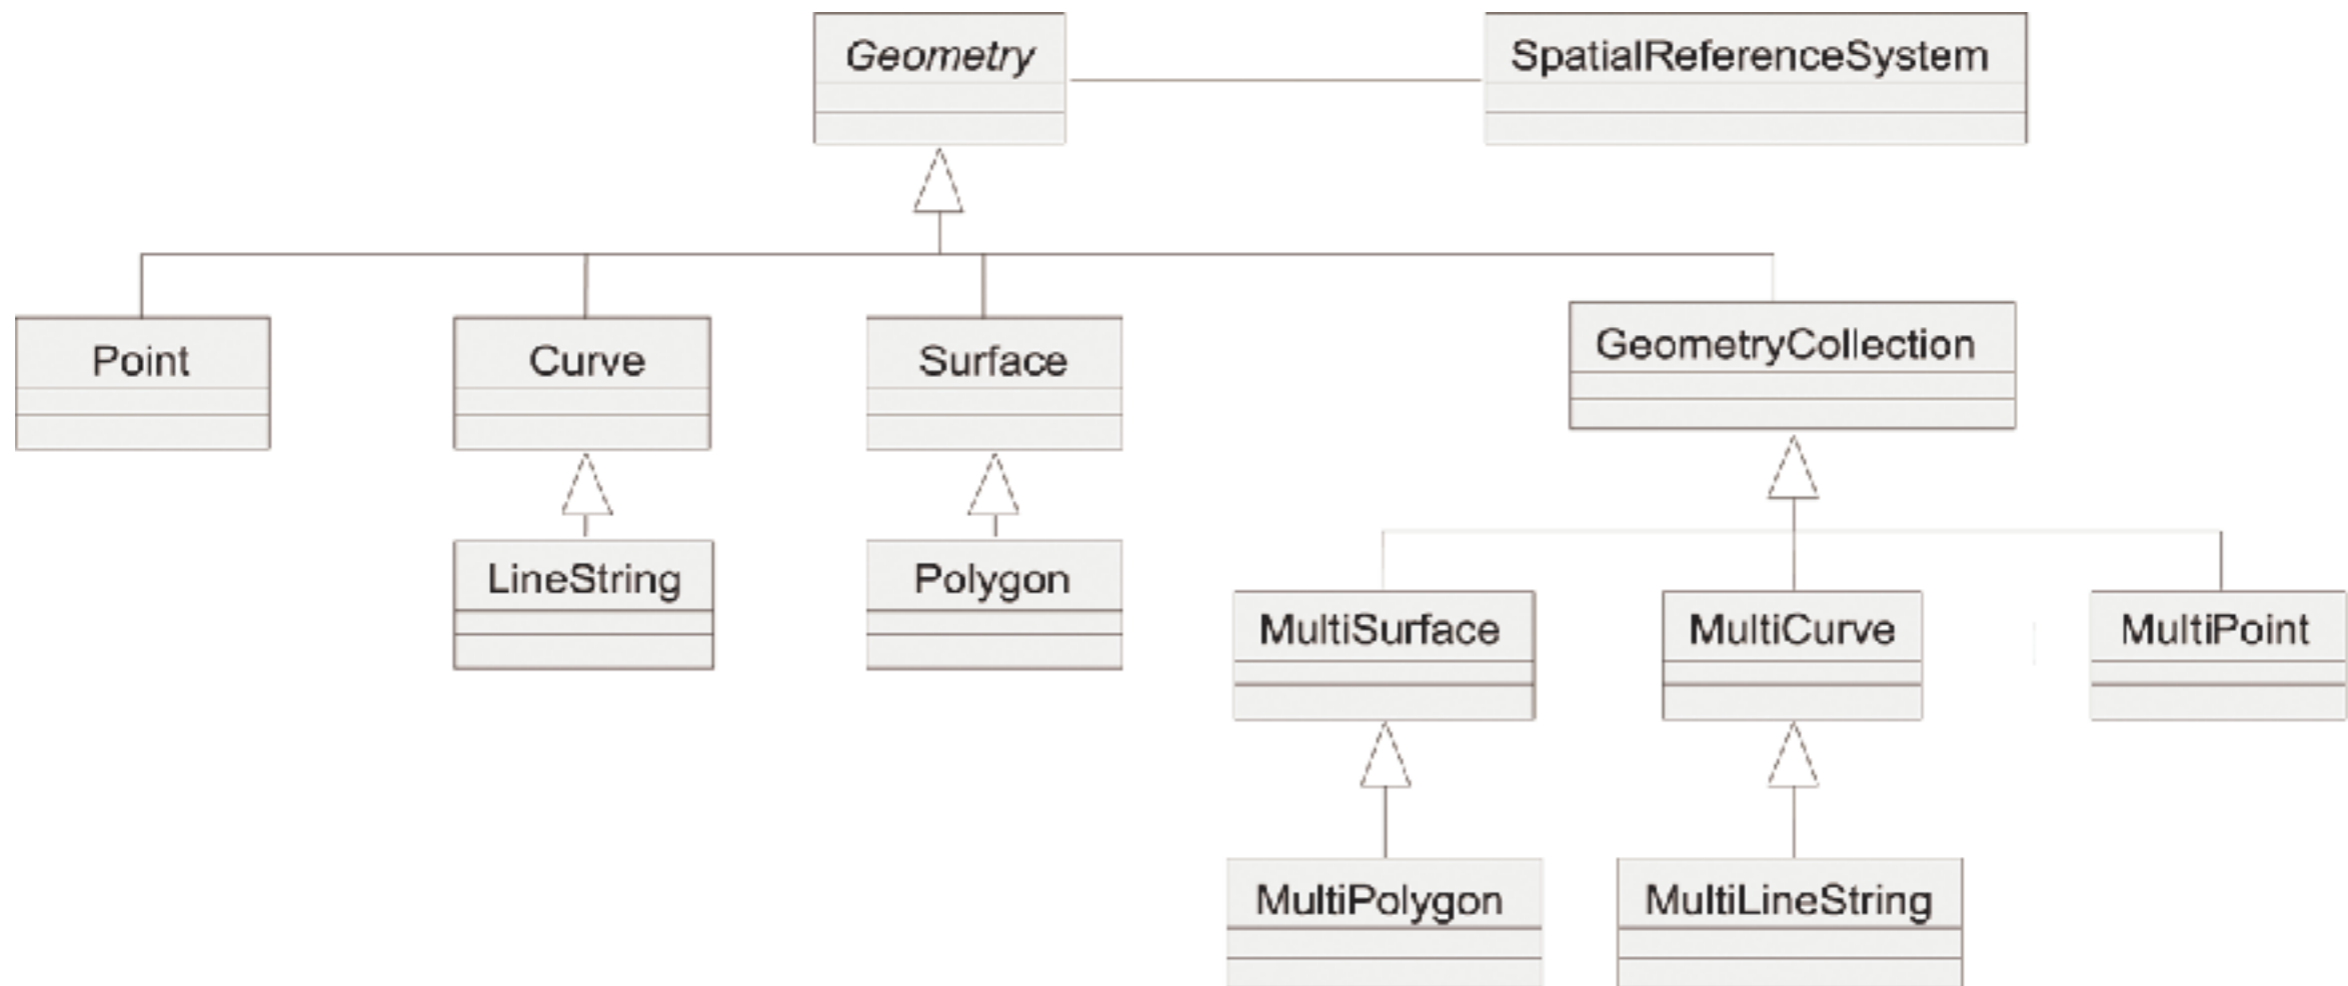 Geometry
SpatialReferenceSystem
Point
Curve
Surface
GeometryCollection
LineString
Polygon
MultiSurface
MultiCurve
MultiPoint
MultiPolygon
MultiLineString